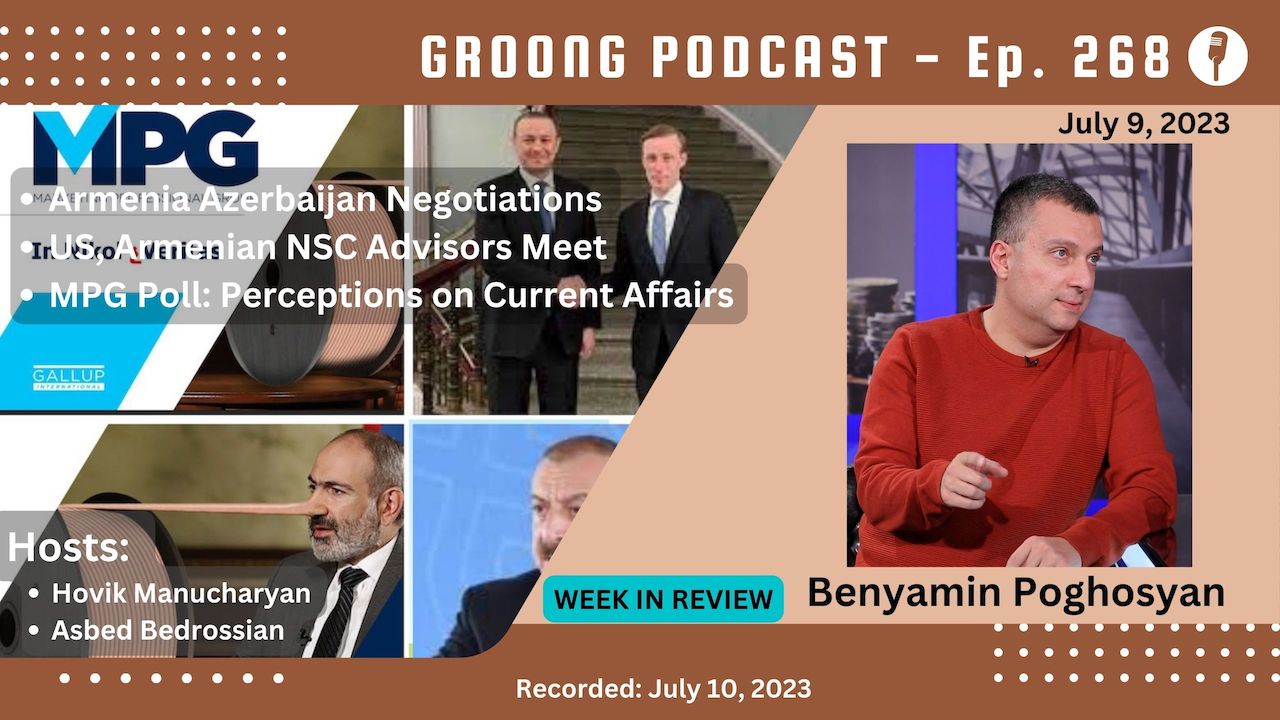 GROONG PODCAST - Ep. 268
July 9, 2023
MPG
• Armenia Azerbaijan Negotiations
• US, Armenian NSC Advisors Meet
• MPG Poll: Perceptions on Current Affairs
GALLUP
INTERNATIONAL
Hosts:
• Hovik Manucharyan
• Asbed Bedrossian
WEEK IN REVIEW
Benyamin Poghosyan
Recorded: July 10, 2023